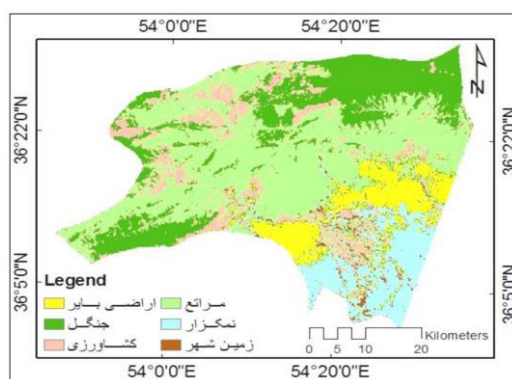 54°0'0"E 54°20'0"E
36°22'0"N 36°22'0"N
36°5'0"N 36°5'0"N
N
Legend
اراضی بایر مراتع
جنگل نمکزار
کشاورزی زمین شهر
Kilometers
0 5 10 20
54°0'0"E 54°20'0"E